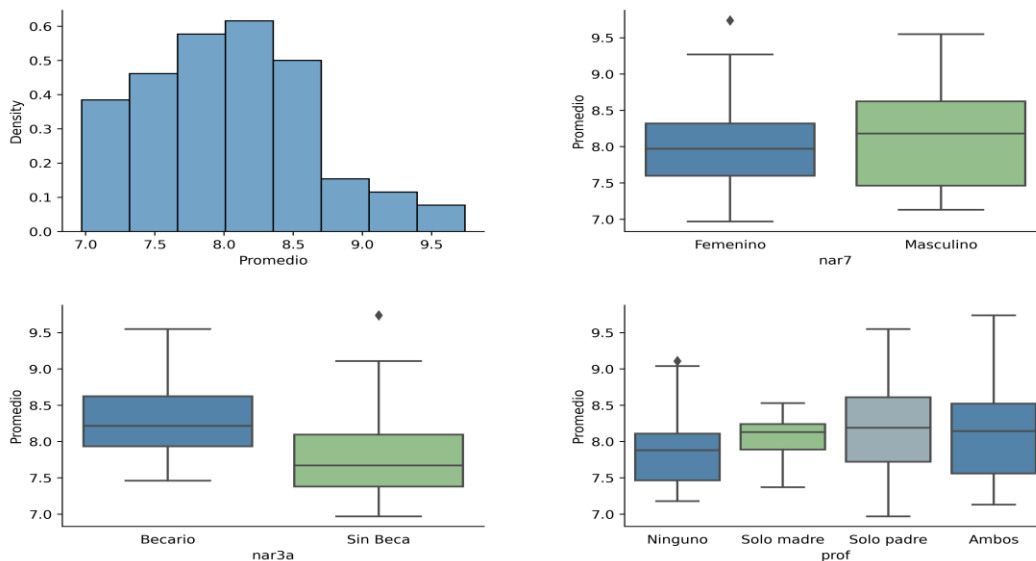 0.6
0.5
0.4
0.3
0.2
0.1
0.0
Density
7.0 7.5 8.0 8.5 9.0 9.5
Promedio
9.5
9.0
8.5
8.0
7.5
7.0
Promedio
Femenino Masculino
nar7
9.5
9.0
8.5
8.0
7.5
7.0
Promedio
Becario Sin Beca
nar3a
9.5
9.0
8.5
8.0
7.5
7.0
Promedio
Ninguno Solo madre Solo padre Ambos
prof